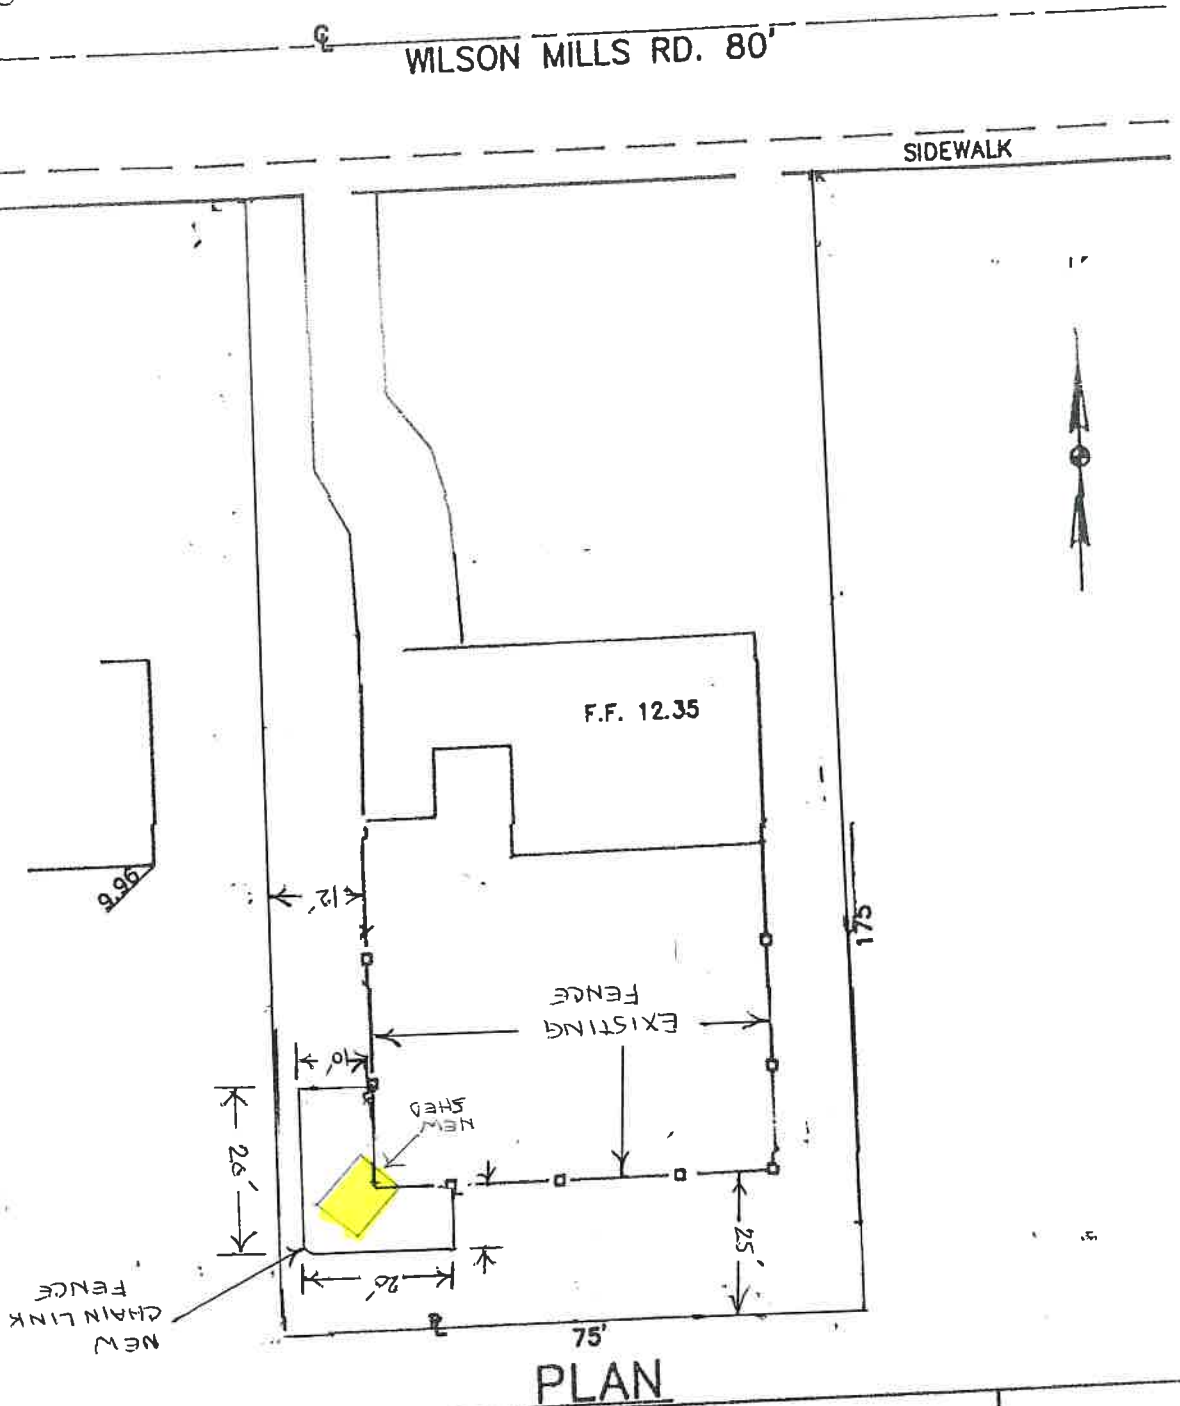 ℄
WILSON MILLS RD. 80'
SIDEWALK
F.F. 12.35
9.96
12'
175
EXISTING
FENCE
10'
NEW
SHED
20'
25'
20'
NEW
CHAIN LINK
FENCE
℄
75'
PLAN